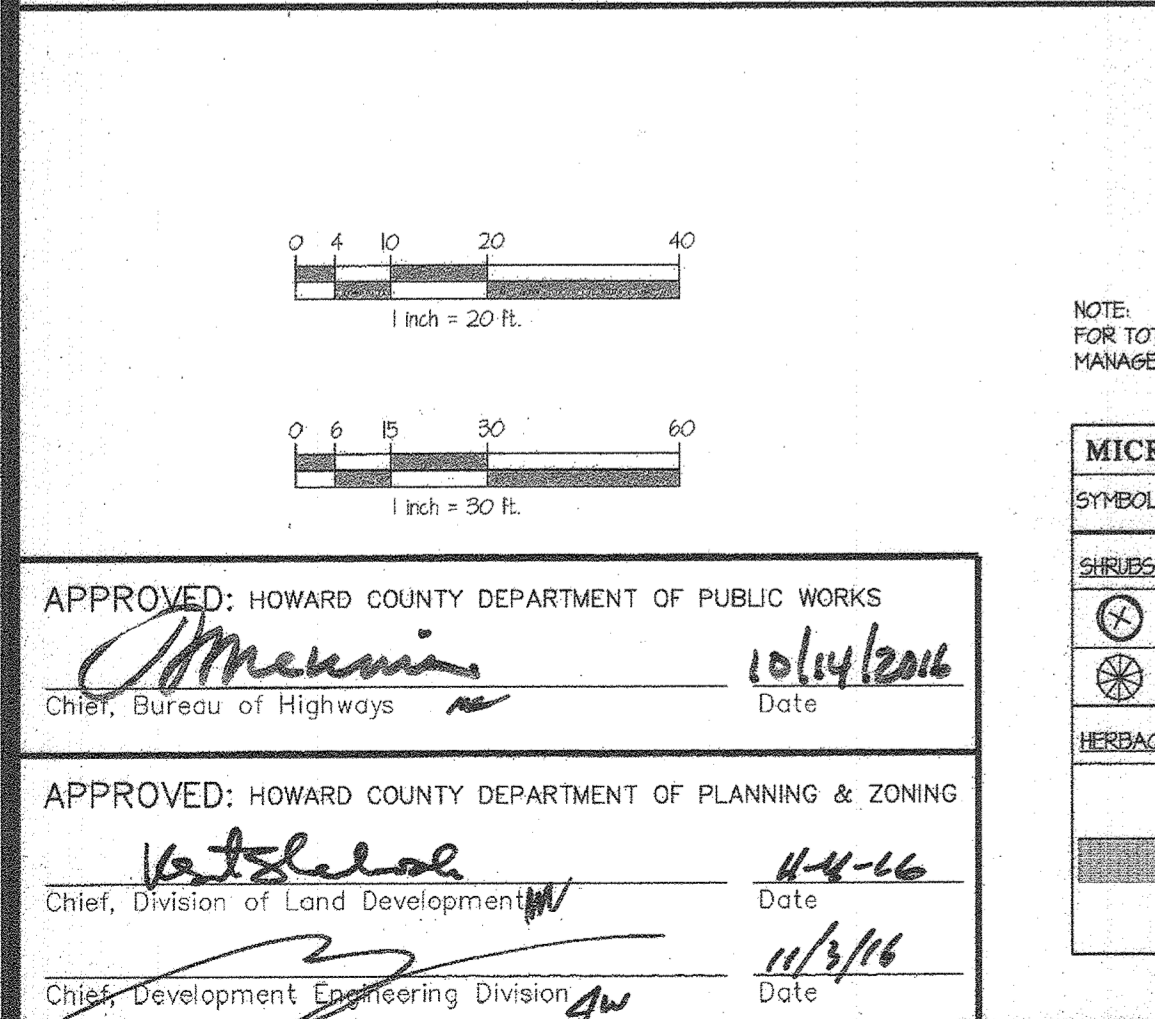 0 4 10 20 40
1 inch = 20 ft.
0 6 15 30 60
1 inch = 30 ft.
NOTE:
FOR TOT
MANAGE
MICR
SYMBOL
SHRUBS
HERBAC
APPROVED: HOWARD COUNTY DEPARTMENT OF PUBLIC WORKS
10/14/2016
Chief, Bureau of Highways
Date
APPROVED: HOWARD COUNTY DEPARTMENT OF PLANNING & ZONING
Chief, Division of Land Development
Date
11/3/16
Chief, Development Engineering Division
Date